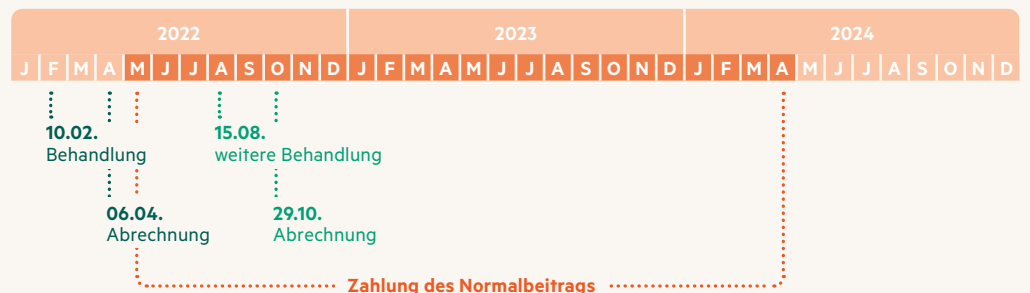 2022 2023 2024
J F M A M J J A S O N D J F M A M J J A S O N D J F M A M J J A S O N D
10.02. 15.08.
Behandlung weitere Behandlung
06.04. 29.10.
Abrechnung Abrechnung
Zahlung des Normalbeitrags